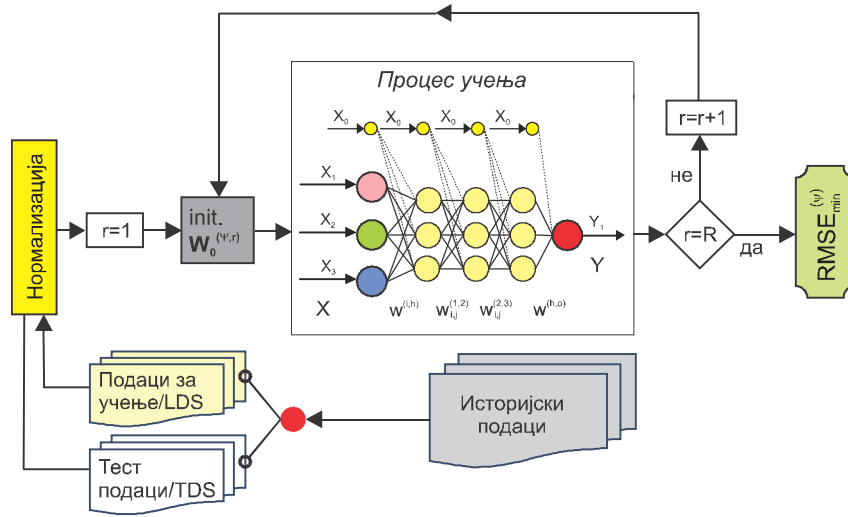 Процес учења
X₀
X₀
X₀
X₀
X₁
X₂
X₃
X
Y₁
Y
w⁽ⁱ,ʰ⁾
w(1,2) i,j
w(2,3) i,j
w(h,o)
Нормализација
r=1
init.
W₀(Ψ,r)
r=r+1
не
r=R
да
RMSE(ψ) min
Подаци за
учење/LDS
Тест
подаци/TDS
Историјски
подаци